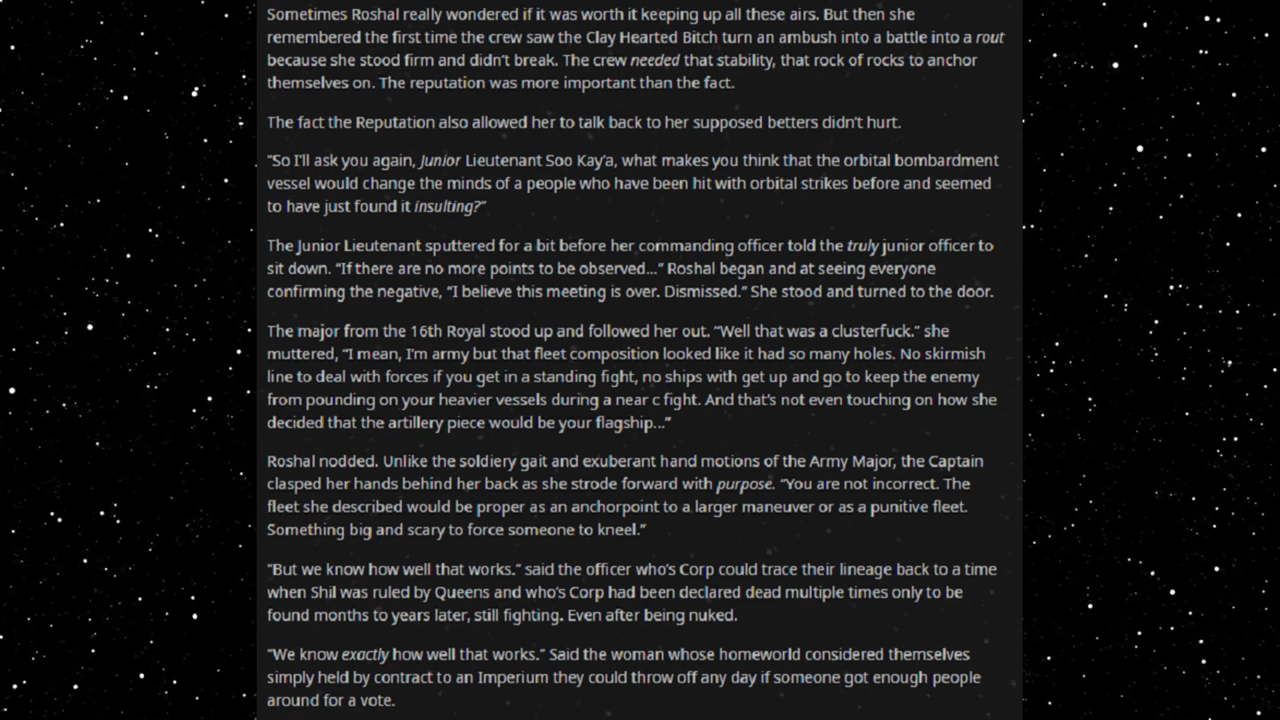 Sometimes Roshal really wondered if it was worth it keeping up all these airs. But then she
remembered the first time the crew saw the Clay Hearted Bitch turn an ambush into a battle into a rout
because she stood firm and didn't break. The crew needed that stability, that rock of rocks to anchor
themselves on. The reputation was more important than the fact.
The fact the Reputation also allowed her to talk back to her supposed betters didn't hurt.
“So I'll ask you again, Junior Lieutenant Soo Kay'a, what makes you think that the orbital bombardment
vessel would change the minds of a people who have been hit with orbital strikes before and seemed
to have just found it insulting?”
The Junior Lieutenant sputtered for a bit before her commanding officer told the truly junior officer to
sit down. “If there are no more points to be observed...” Roshal began and at seeing everyone
confirming the negative, “I believe this meeting is over. Dismissed.” She stood and turned to the door.
The major from the 16th Royal stood up and followed her out. “Well that was a clusterfuck.” she
muttered, “I mean, I'm army but that fleet composition looked like it had so many holes. No skirmish
line to deal with forces if you get in a standing fight, no ships with get up and go to keep the enemy
from pounding on your heavier vessels during a near c fight. And that's not even touching on how she
decided that the artillery piece would be your flagship...”
Roshal nodded. Unlike the soldiery gait and exuberant hand motions of the Army Major, the Captain
clasped her hands behind her back as she strode forward with purpose. “You are not incorrect. The
fleet she described would be proper as an anchorpoint to a larger maneuver or as a punitive fleet.
Something big and scary to force someone to kneel.”
“But we know how well that works.” said the officer who's Corp could trace their lineage back to a time
when Shil was ruled by Queens and who's Corp had been declared dead multiple times only to be
found months to years later, still fighting. Even after being nuked.
“We know exactly how well that works.” Said the woman whose homeworld considered themselves
simply held by contract to an Imperium they could throw off any day if someone got enough people
around for a vote.